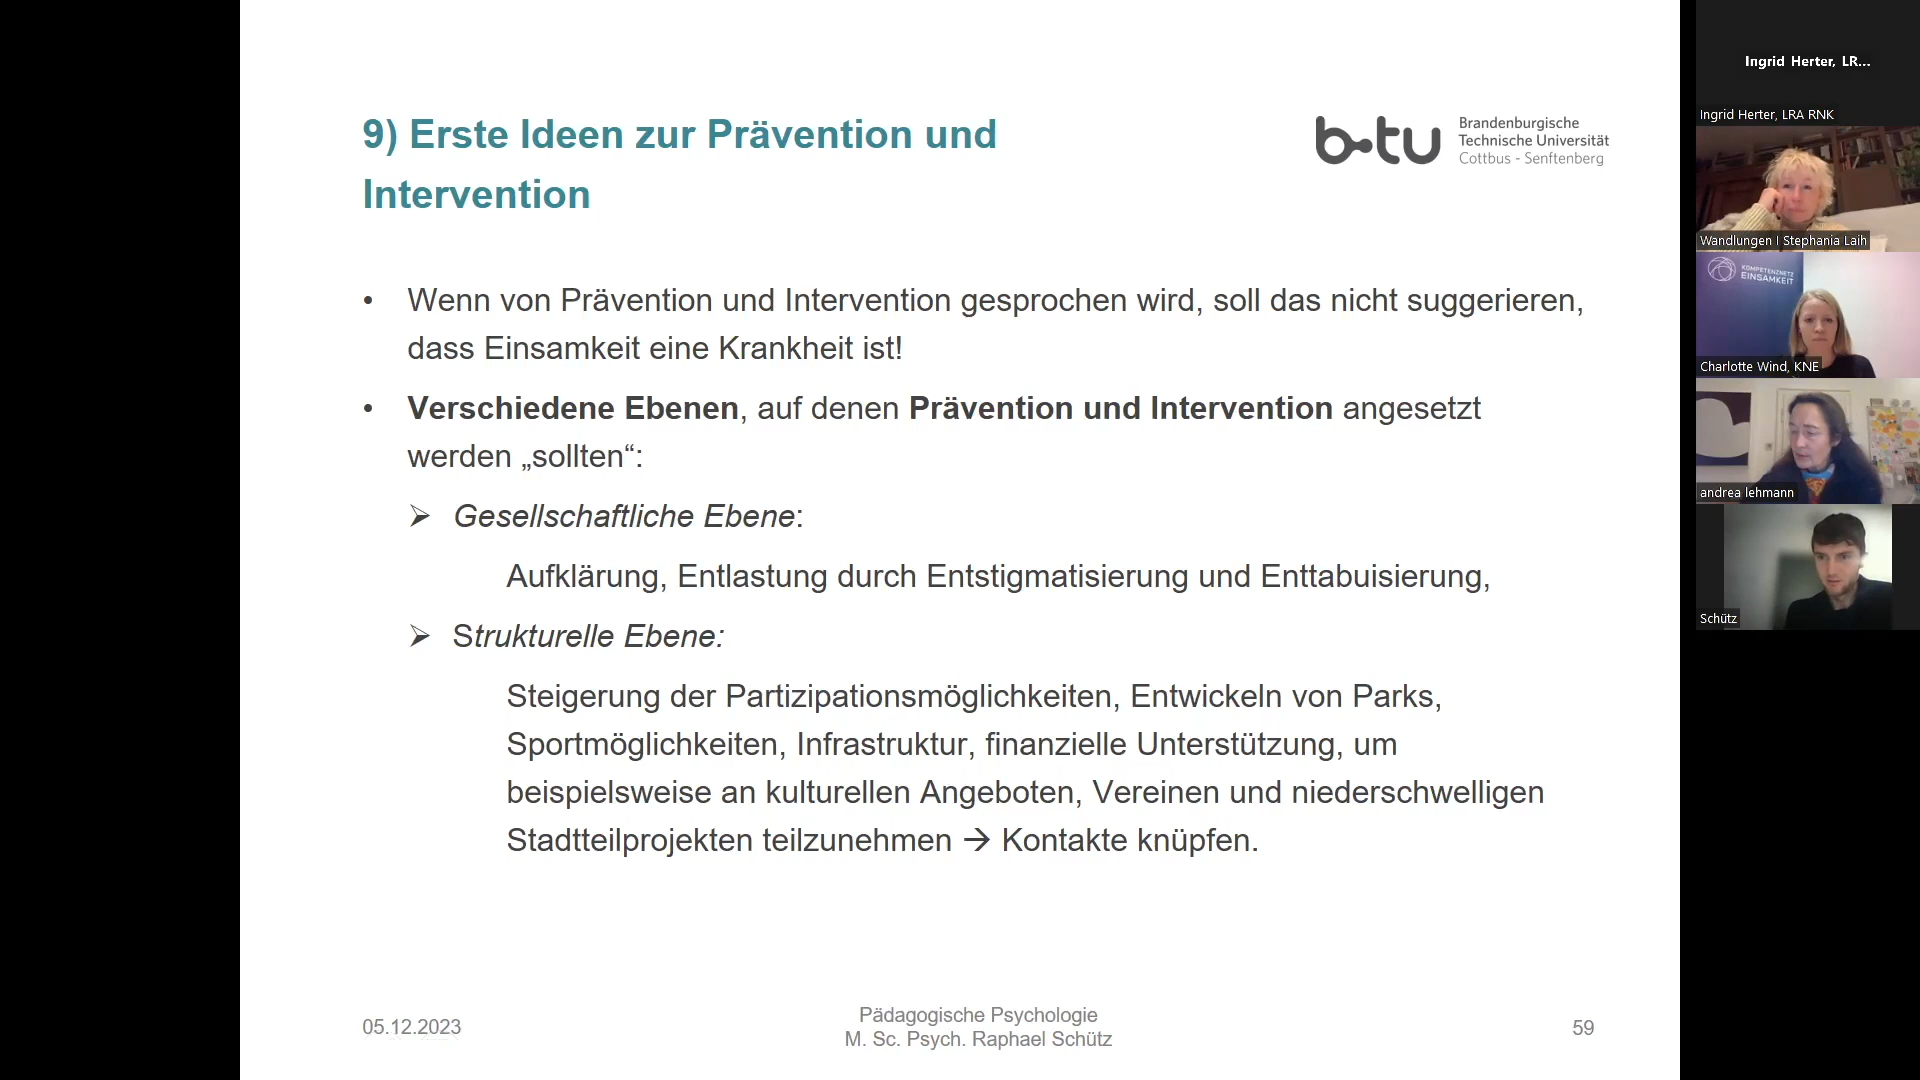 9) Erste Ideen zur Prävention und
Intervention
b-tu
Brandenburgische
Technische Universität
Cottbus - Senftenberg
• Wenn von Prävention und Intervention gesprochen wird, soll das nicht suggerieren,
dass Einsamkeit eine Krankheit ist!
• Verschiedene Ebenen, auf denen Prävention und Intervention angesetzt
werden „sollten“:
➢ Gesellschaftliche Ebene:
Aufklärung, Entlastung durch Entstigmatisierung und Enttabuisierung,
➢ Strukturelle Ebene:
Steigerung der Partizipationsmöglichkeiten, Entwickeln von Parks,
Sportmöglichkeiten, Infrastruktur, finanzielle Unterstützung, um
beispielsweise an kulturellen Angeboten, Vereinen und niederschwelligen
Stadtteilprojekten teilzunehmen → Kontakte knüpfen.
05.12.2023
Pädagogische Psychologie
M. Sc. Psych. Raphael Schütz
59
Ingrid Herter, LR...
Ingrid Herter, LRA RNK
Wandlungen I Stephania Laih
KOMPETENZNETZ
EINSAMKEIT
Charlotte Wind, KNE
andrea lehmann
Schütz